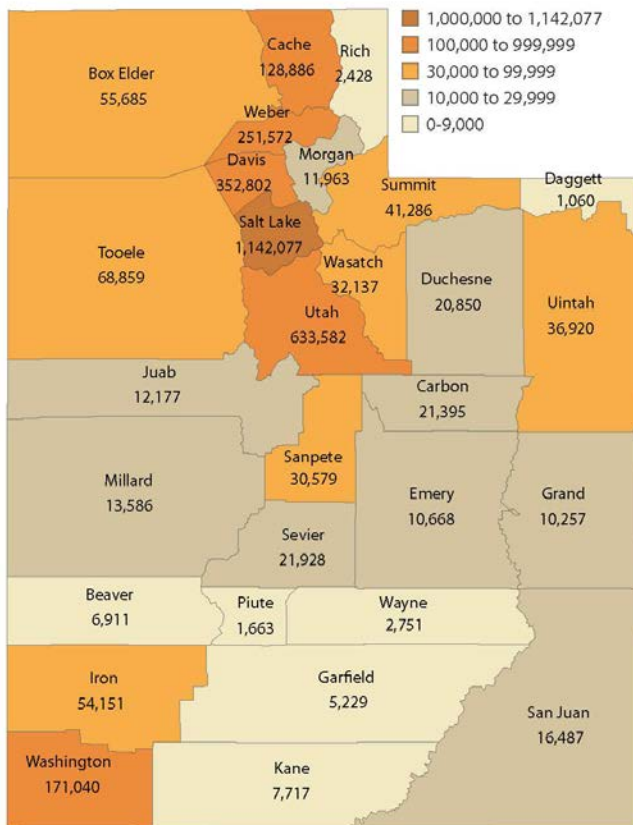 1,000,000 to 1,142,077
100,000 to 999,999
30,000 to 99,999
10,000 to 29,999
0-9,000
Cache
128,886
Rich
2,428
Box Elder
55,685
Weber
251,572
Morgan
11,963
Davis
352,802
Summit
41,286
Daggett
1,060
Salt Lake
1,142,077
Tooele
68,859
Wasatch
32,137
Duchesne
20,850
Uintah
36,920
Utah
633,582
Juab
12,177
Carbon
21,395
Sanpete
30,579
Millard
13,586
Emery
10,668
Grand
10,257
Sevier
21,928
Beaver
6,911
Piute
1,663
Wayne
2,751
Iron
54,151
Garfield
5,229
San Juan
16,487
Washington
171,040
Kane
7,717